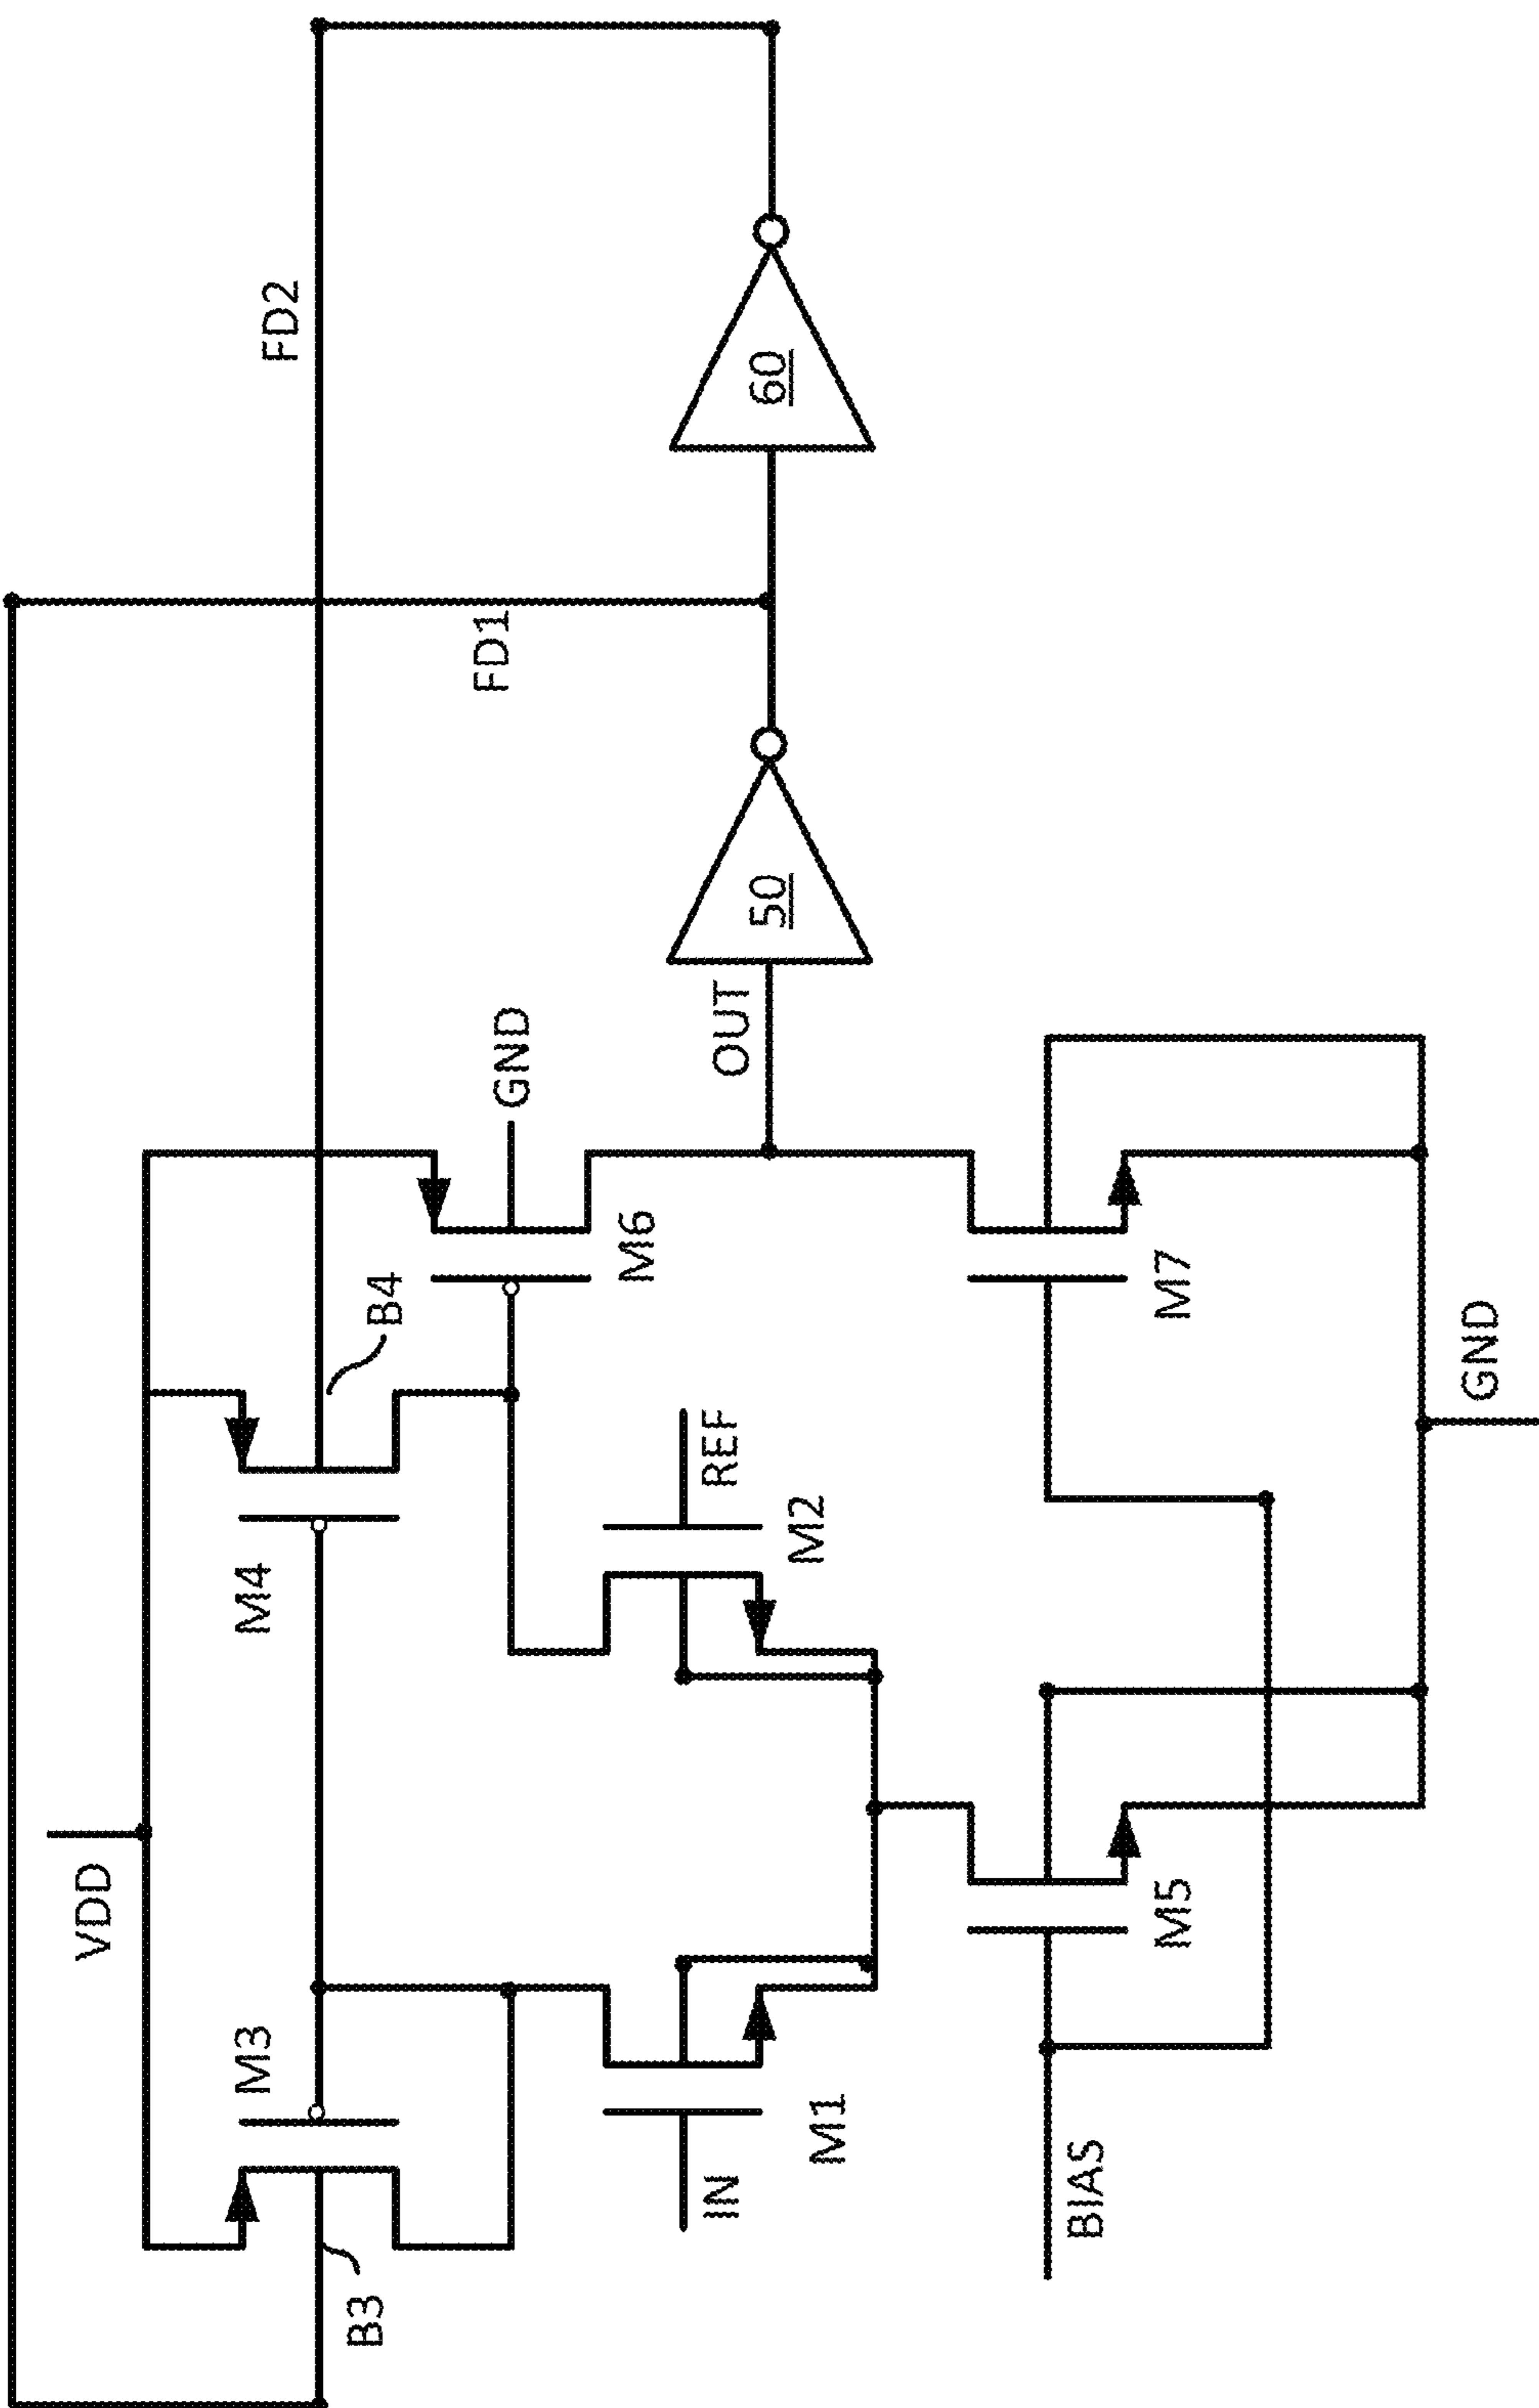 FD2
60
FD1
50
OUT
GND
B4
M6
M7
GND
REF
M2
M4
VDD
M5
M3
M1
IN
BIAS
B3